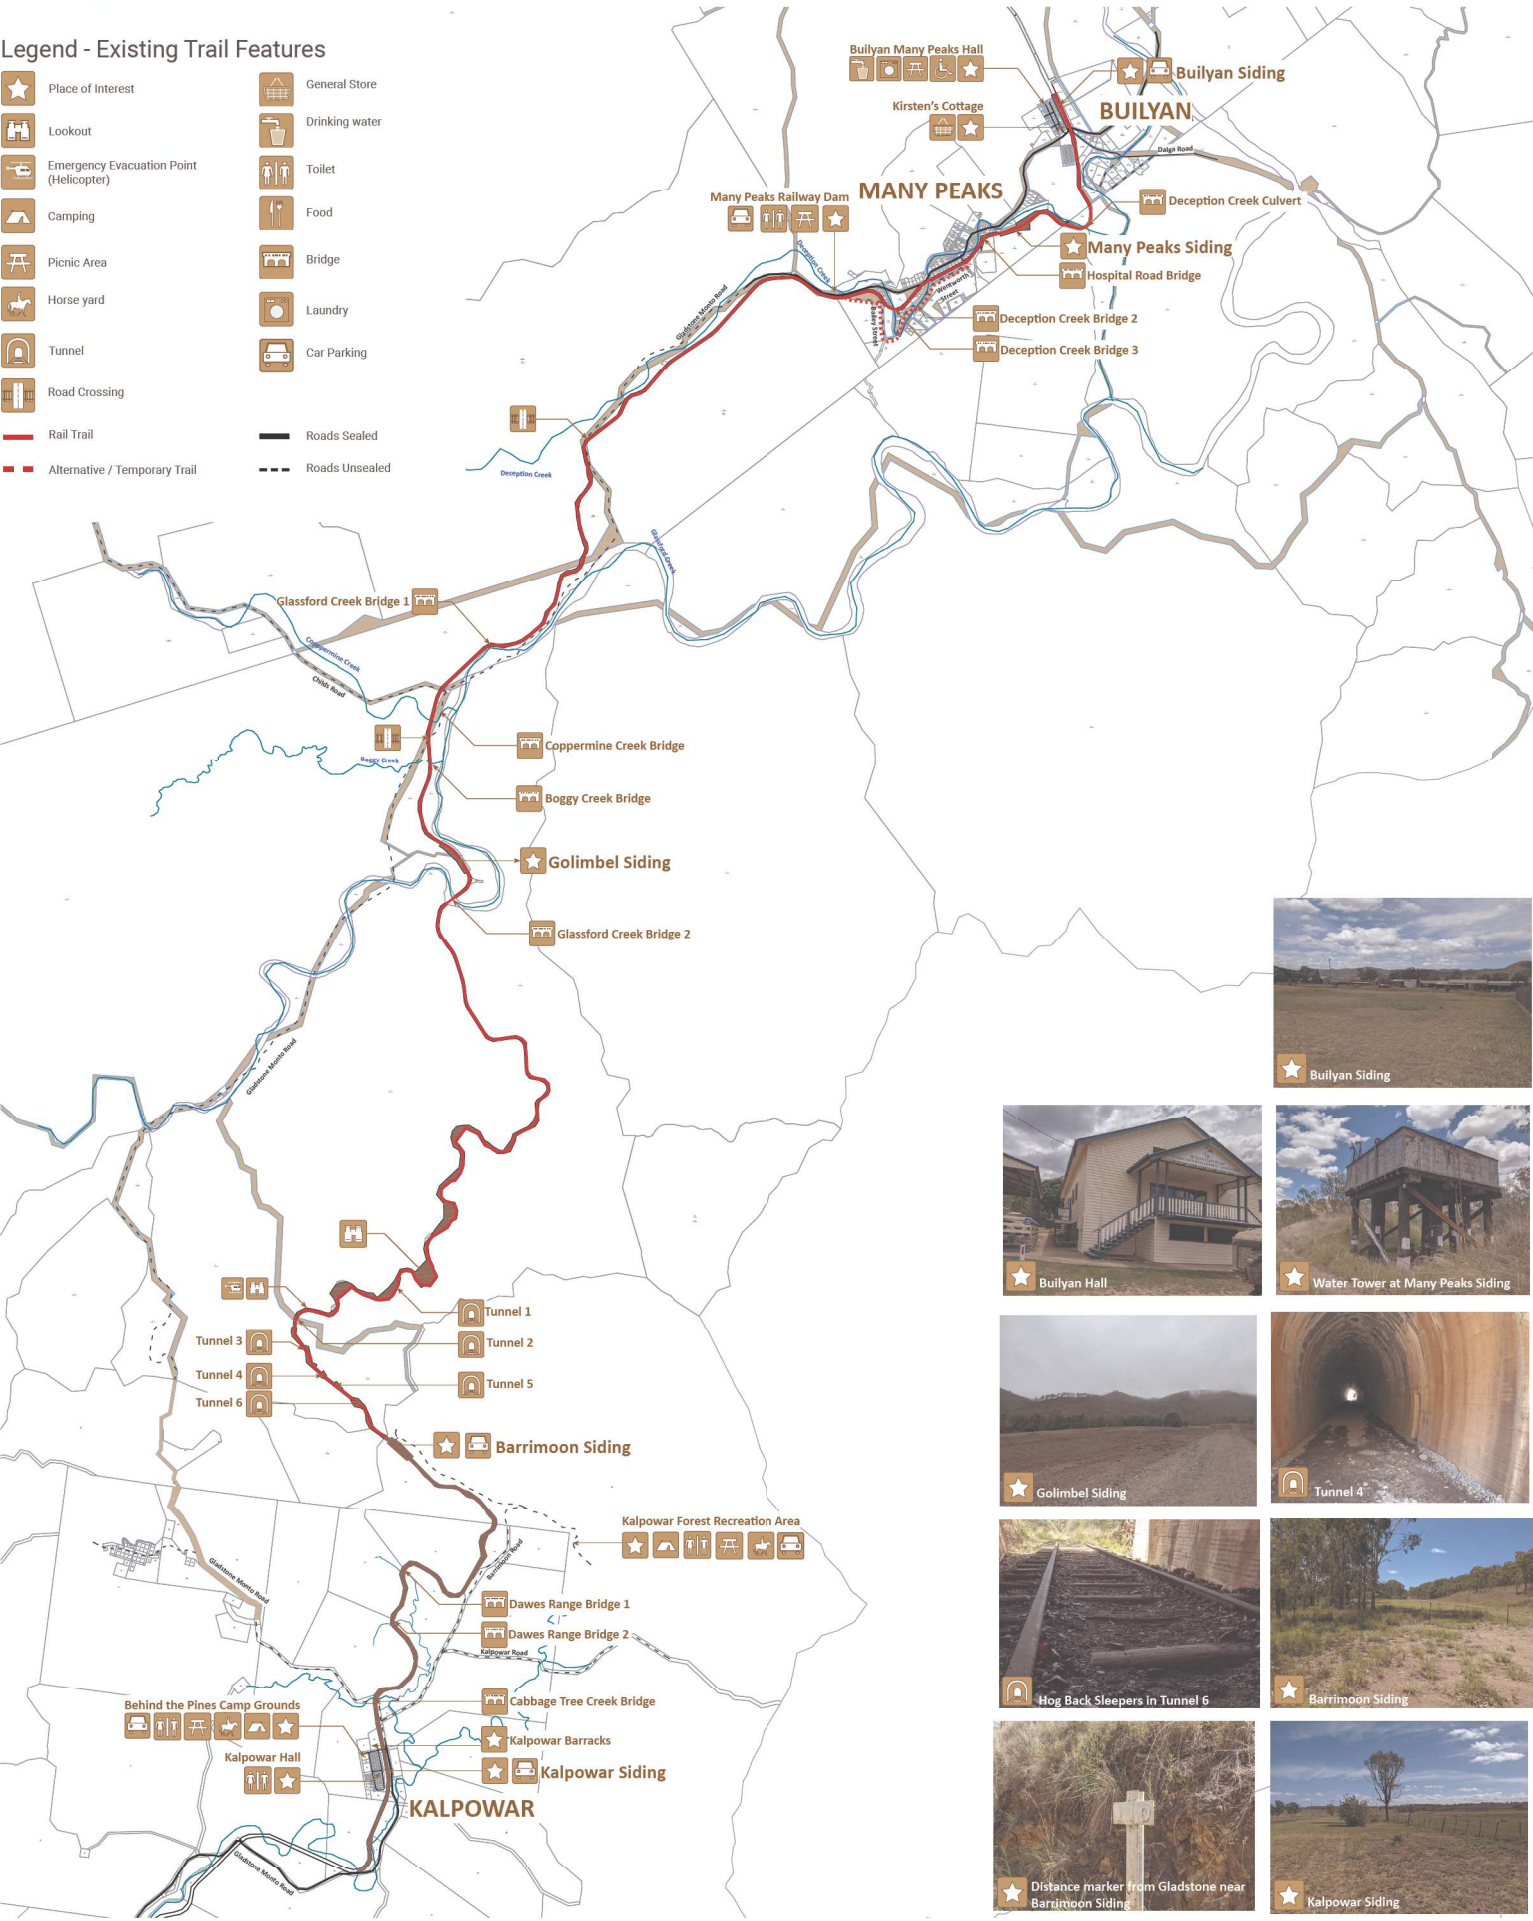 Legend - Existing Trail Features
Place of Interest
Lookout
Emergency Evacuation Point
(Helicopter)
Camping
Picnic Area
Horse yard
Tunnel
Road Crossing
Rail Trail
Alternative / Temporary Trail
General Store
Drinking water
Toilet
Food
Bridge
Laundry
Car Parking
Roads Sealed
Roads Unsealed
Builyan Many Peaks Hall
Builyan Siding
Kirsten's Cottage
BUILYAN
Dalga Road
MANY PEAKS
Many Peaks Railway Dam
Deception Creek Culvert
Many Peaks Siding
Deception Creek
Hospital Road Bridge
Wentworth
Street
Gladstone Monto Road
Bailey Street
Deception Creek Bridge 2
Deception Creek Bridge 3
Deception Creek
Glassford Creek
Glassford Creek Bridge 1
Coppermine Creek
Childs Road
Coppermine Creek Bridge
Boggy Creek
Boggy Creek Bridge
Golimbel Siding
Glassford Creek Bridge 2
Gladstone Monto Road
Tunnel 1
Tunnel 2
Tunnel 3
Tunnel 4
Tunnel 5
Tunnel 6
Barrimoon Siding
Kalpowar Forest Recreation Area
Barrimoon Road
Gladstone Monto Road
Dawes Range Bridge 1
Dawes Range Bridge 2
Kalpowar Road
Cabbage Tree Creek Bridge
Behind the Pines Camp Grounds
Kalpowar Barracks
Kalpowar Hall
Kalpowar Siding
KALPOWAR
Gladstone Monto Road
Builyan Siding
Builyan Hall
Water Tower at Many Peaks Siding
Golimbel Siding
Tunnel 4
Hog Back Sleepers in Tunnel 6
Barrimoon Siding
Distance marker from Gladstone near
Barrimoon Siding
Kalpowar Siding